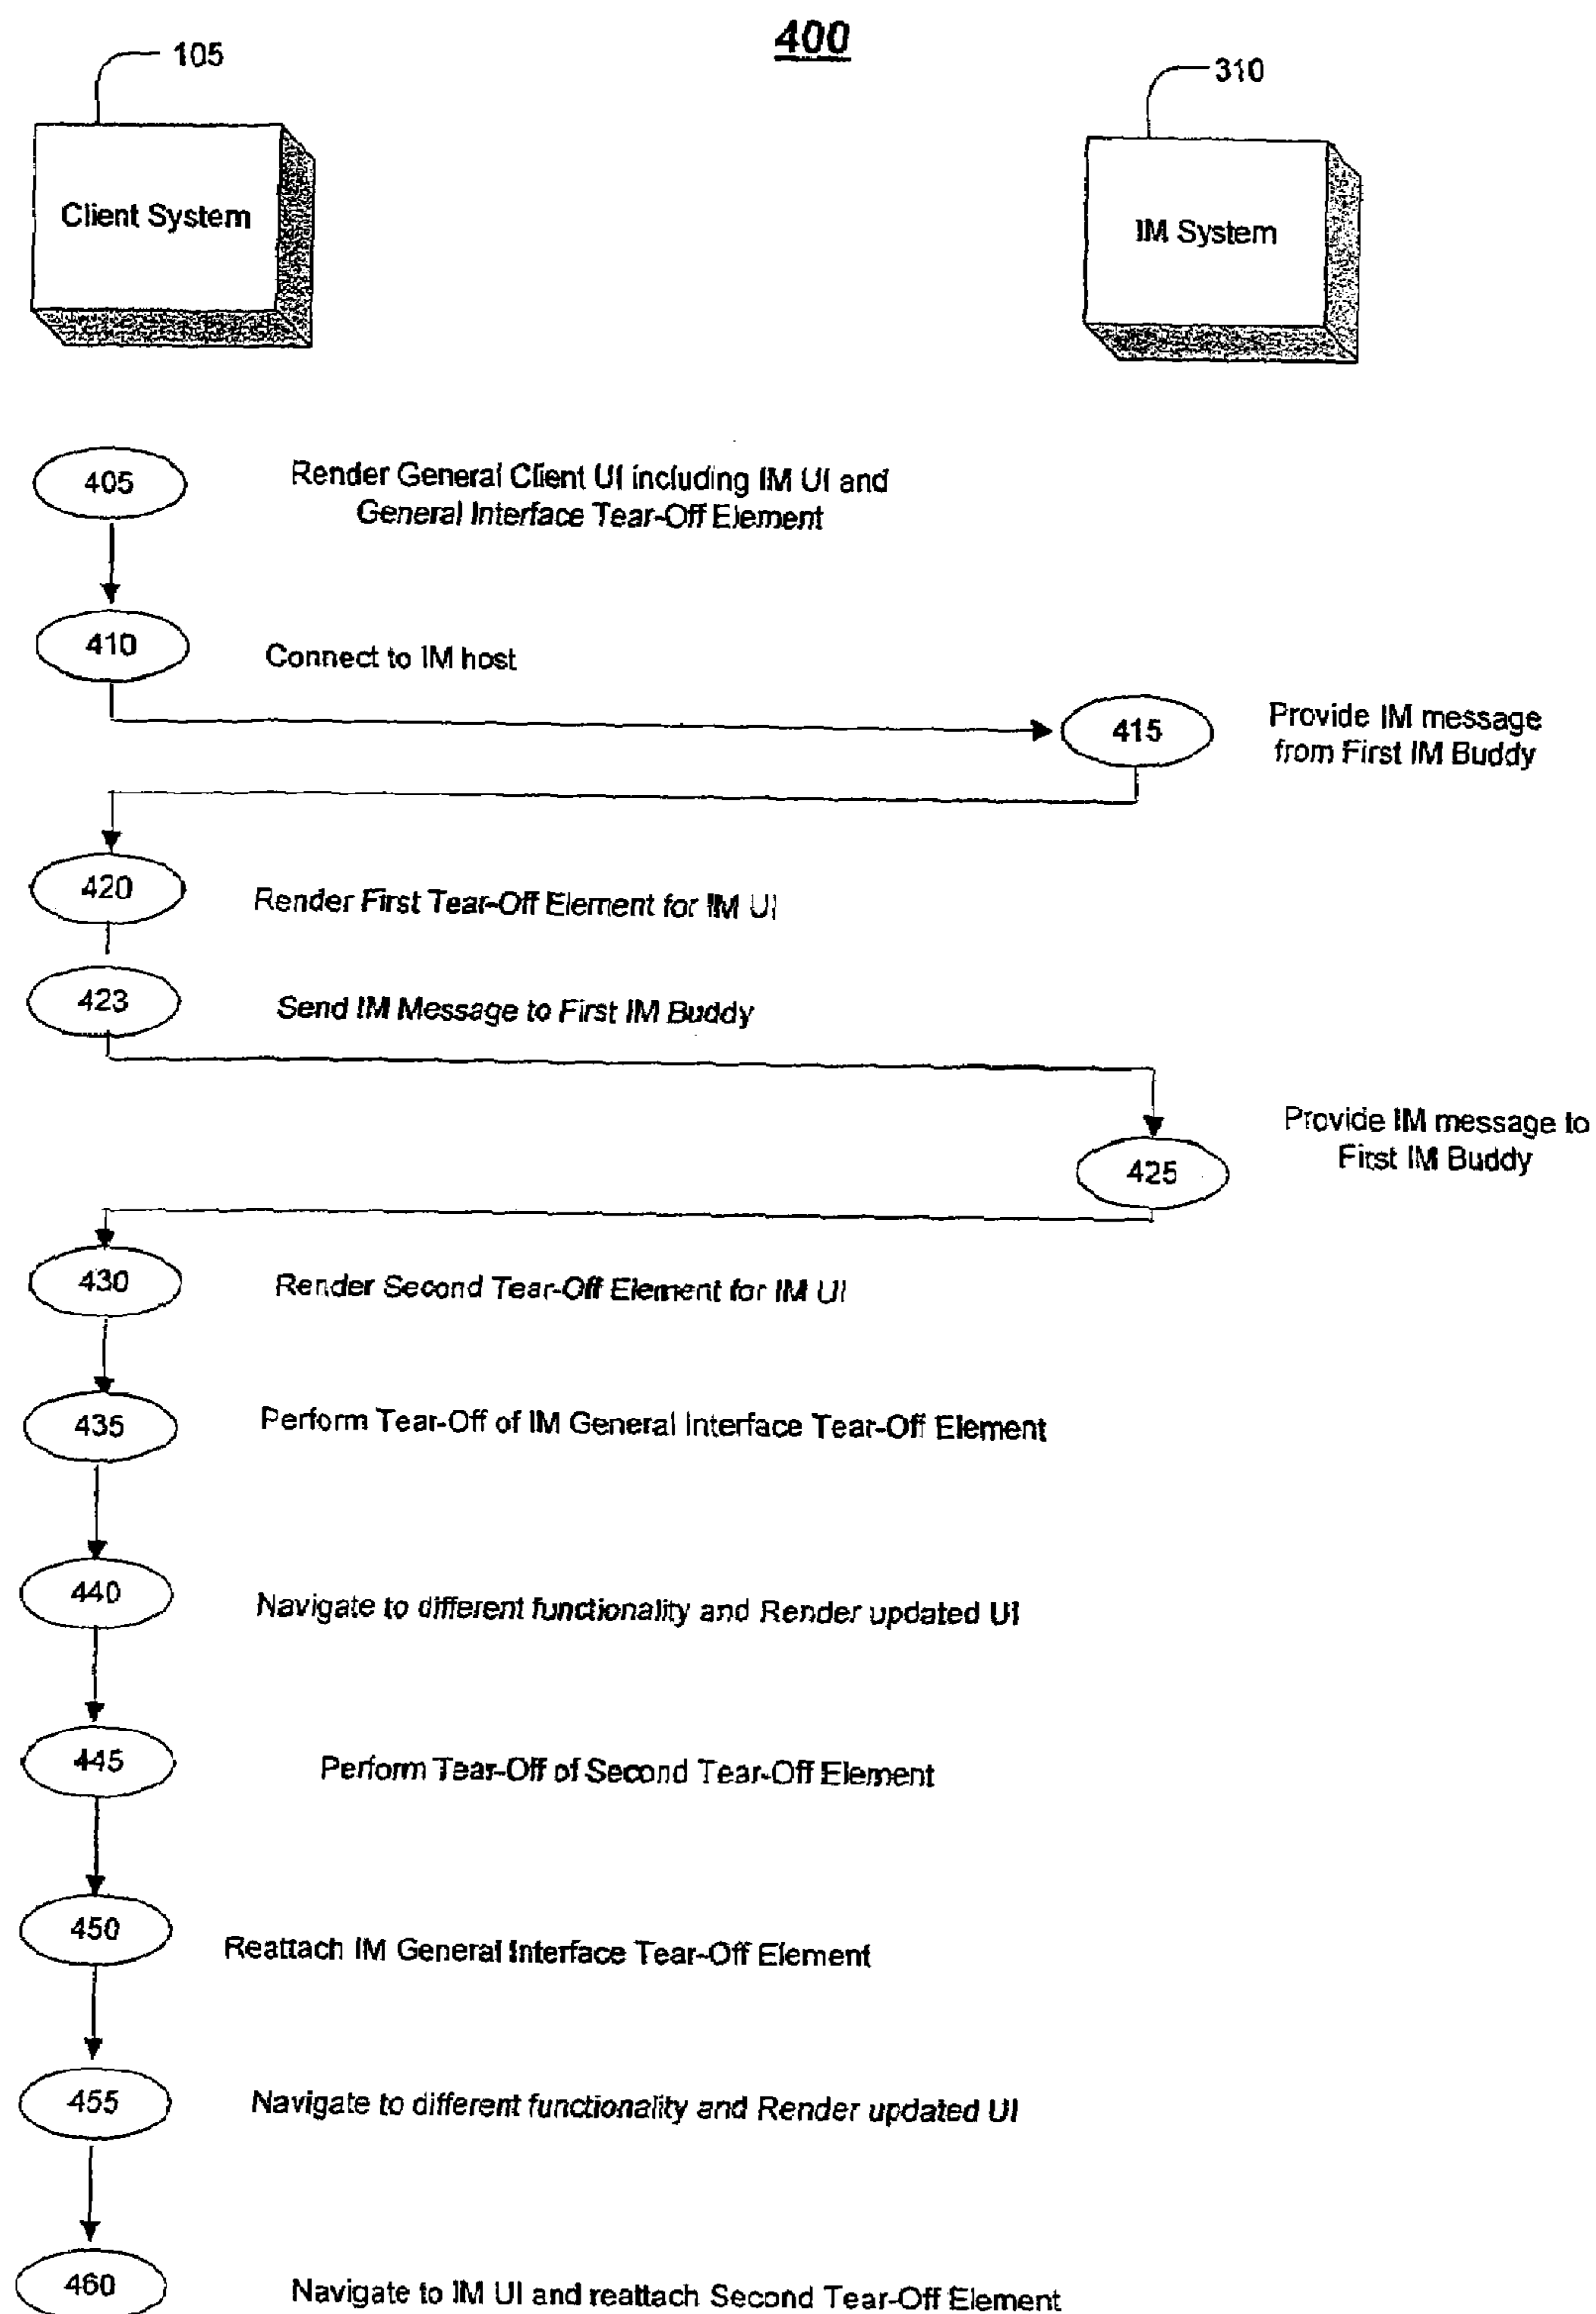 400
105
310
Client System
IM System
405
Render General Client UI including IM UI and
General Interface Tear-Off Element
410
Connect to IM host
415
Provide IM message
from First IM Buddy
420
Render First Tear-Off Element for IM UI
423
Send IM Message to First IM Buddy
Provide IM message to
First IM Buddy
425
430
Render Second Tear-Off Element for IM UI
435
Perform Tear-Off of IM General Interface Tear-Off Element
440
Navigate to different functionality and Render updated UI
445
Perform Tear-Off of Second Tear-Off Element
450
Reattach IM General Interface Tear-Off Element
455
Navigate to different functionality and Render updated UI
460
Navigate to IM UI and reattach Second Tear-Off Element